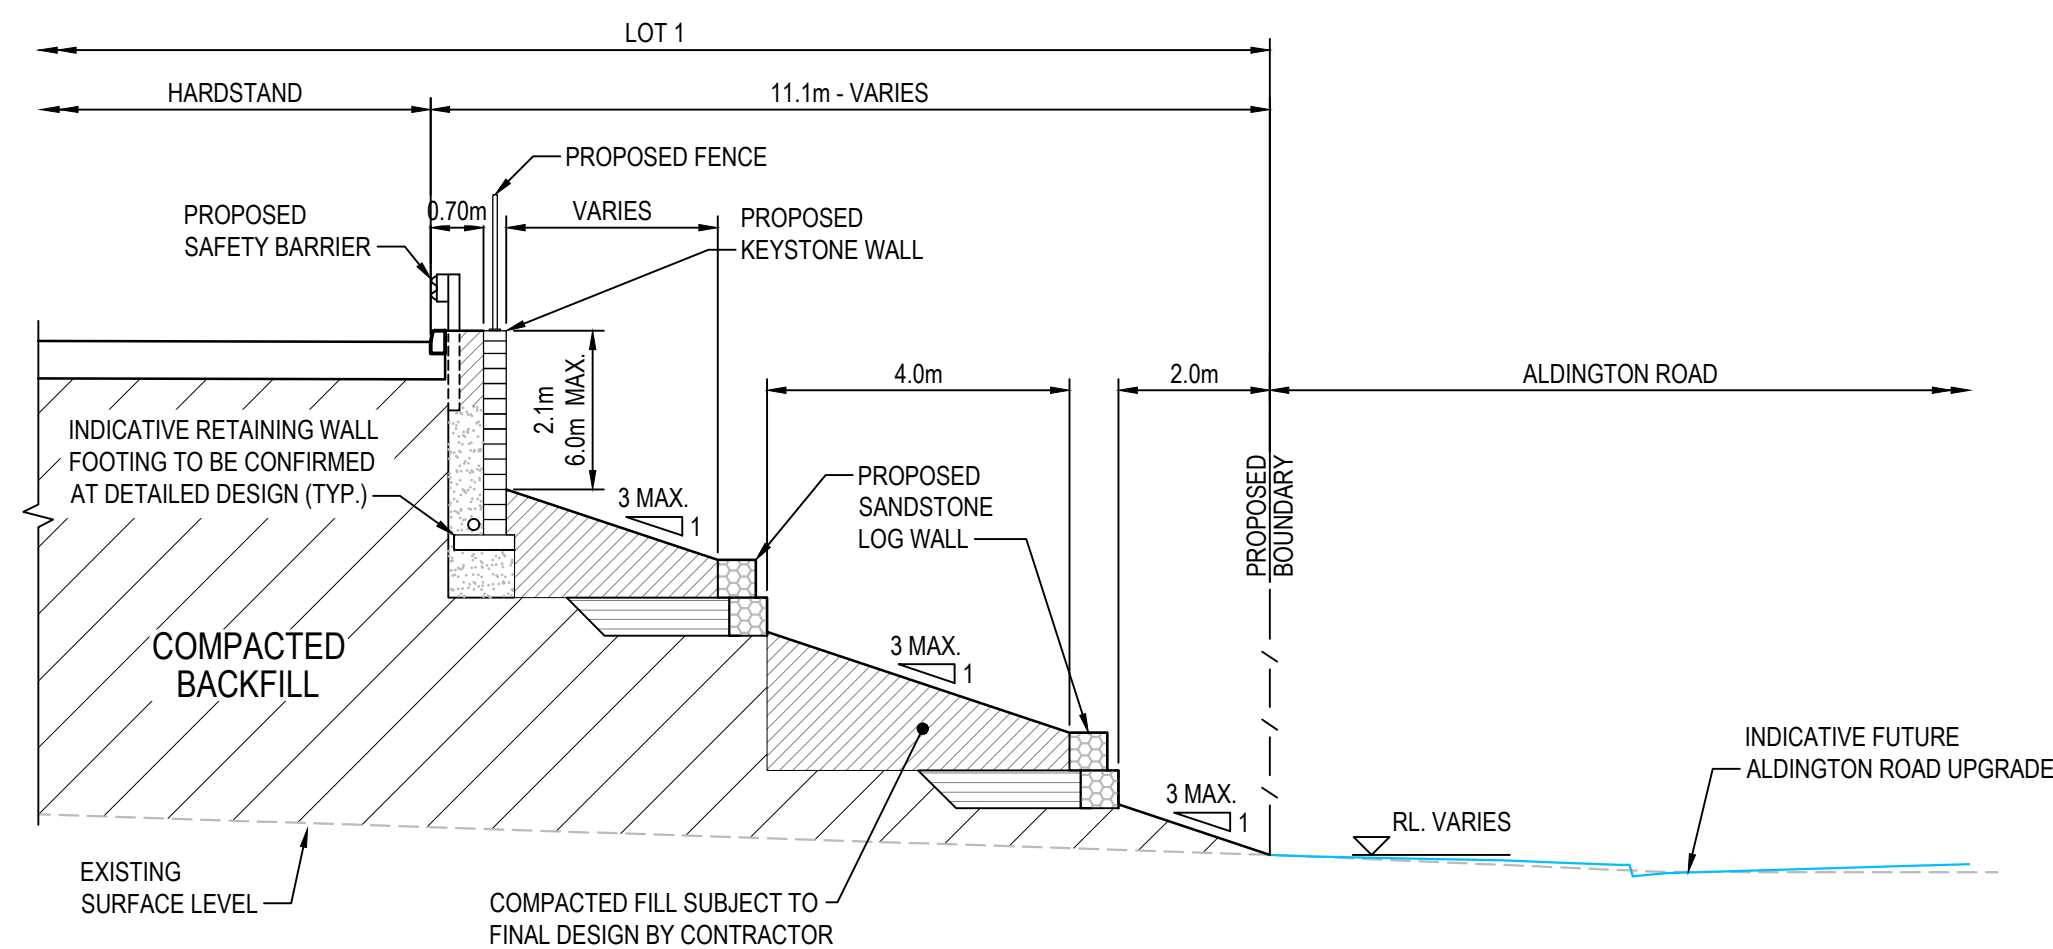 LOT 1
HARDSTAND
11.1m - VARIES
PROPOSED FENCE
PROPOSED
SAFETY BARRIER
0.70m
VARIES
PROPOSED
KEYSTONE WALL
2.1m
6.0m MAX.
4.0m
2.0m
ALDINGTON ROAD
INDICATIVE RETAINING WALL
FOOTING TO BE CONFIRMED
AT DETAILED DESIGN (TYP.)
3 MAX.
1
PROPOSED
SANDSTONE
LOG WALL
PROPOSED
BOUNDARY
COMPACTED
BACKFILL
3 MAX.
1
INDICATIVE FUTURE
ALDINGTON ROAD UPGRADE
3 MAX.
1
RL. VARIES
EXISTING
SURFACE LEVEL
COMPACTED FILL SUBJECT TO
FINAL DESIGN BY CONTRACTOR